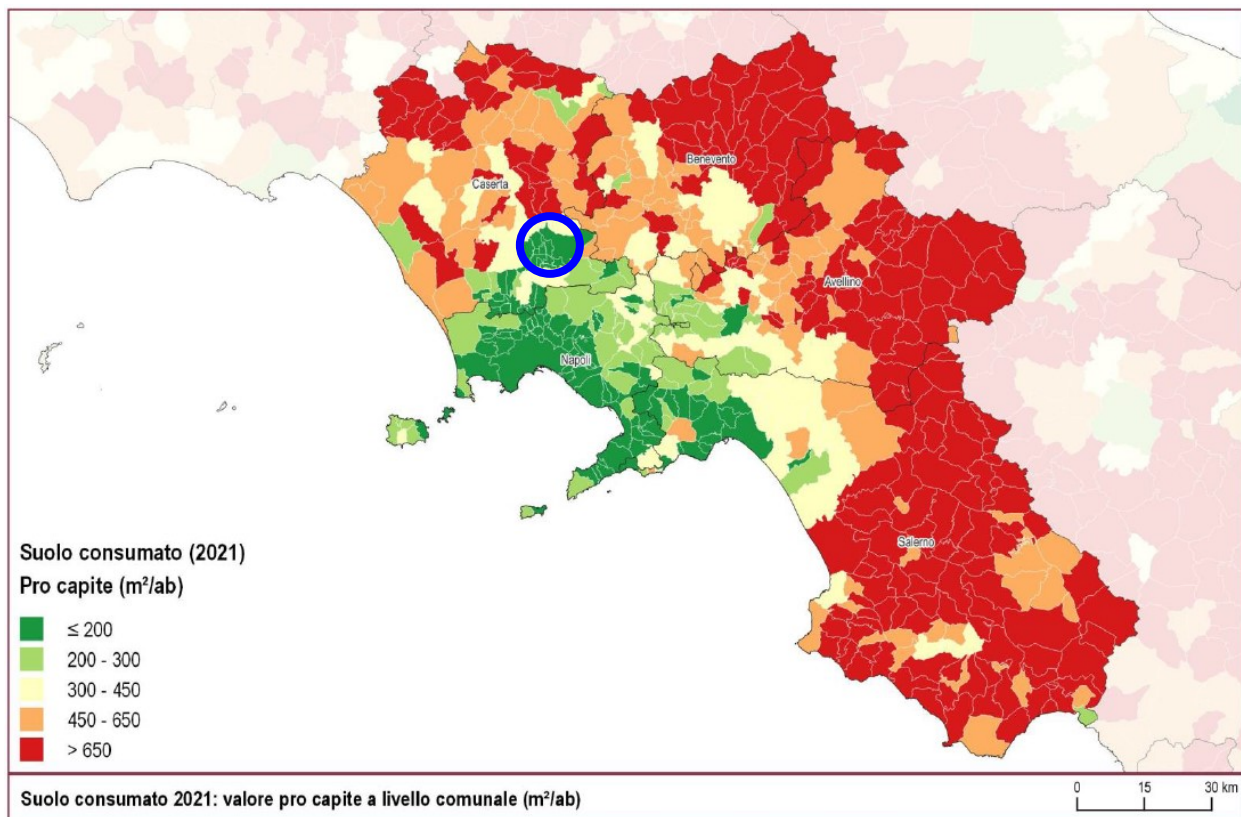 Benevento
Caserta
Avellino
Napoli
Salerno
Suolo consumato (2021)
Pro capite (m²/ab)
≤ 200
200 - 300
300 - 450
450 - 650
> 650
Suolo consumato 2021: valore pro capite a livello comunale (m²/ab)
0 15 30 km